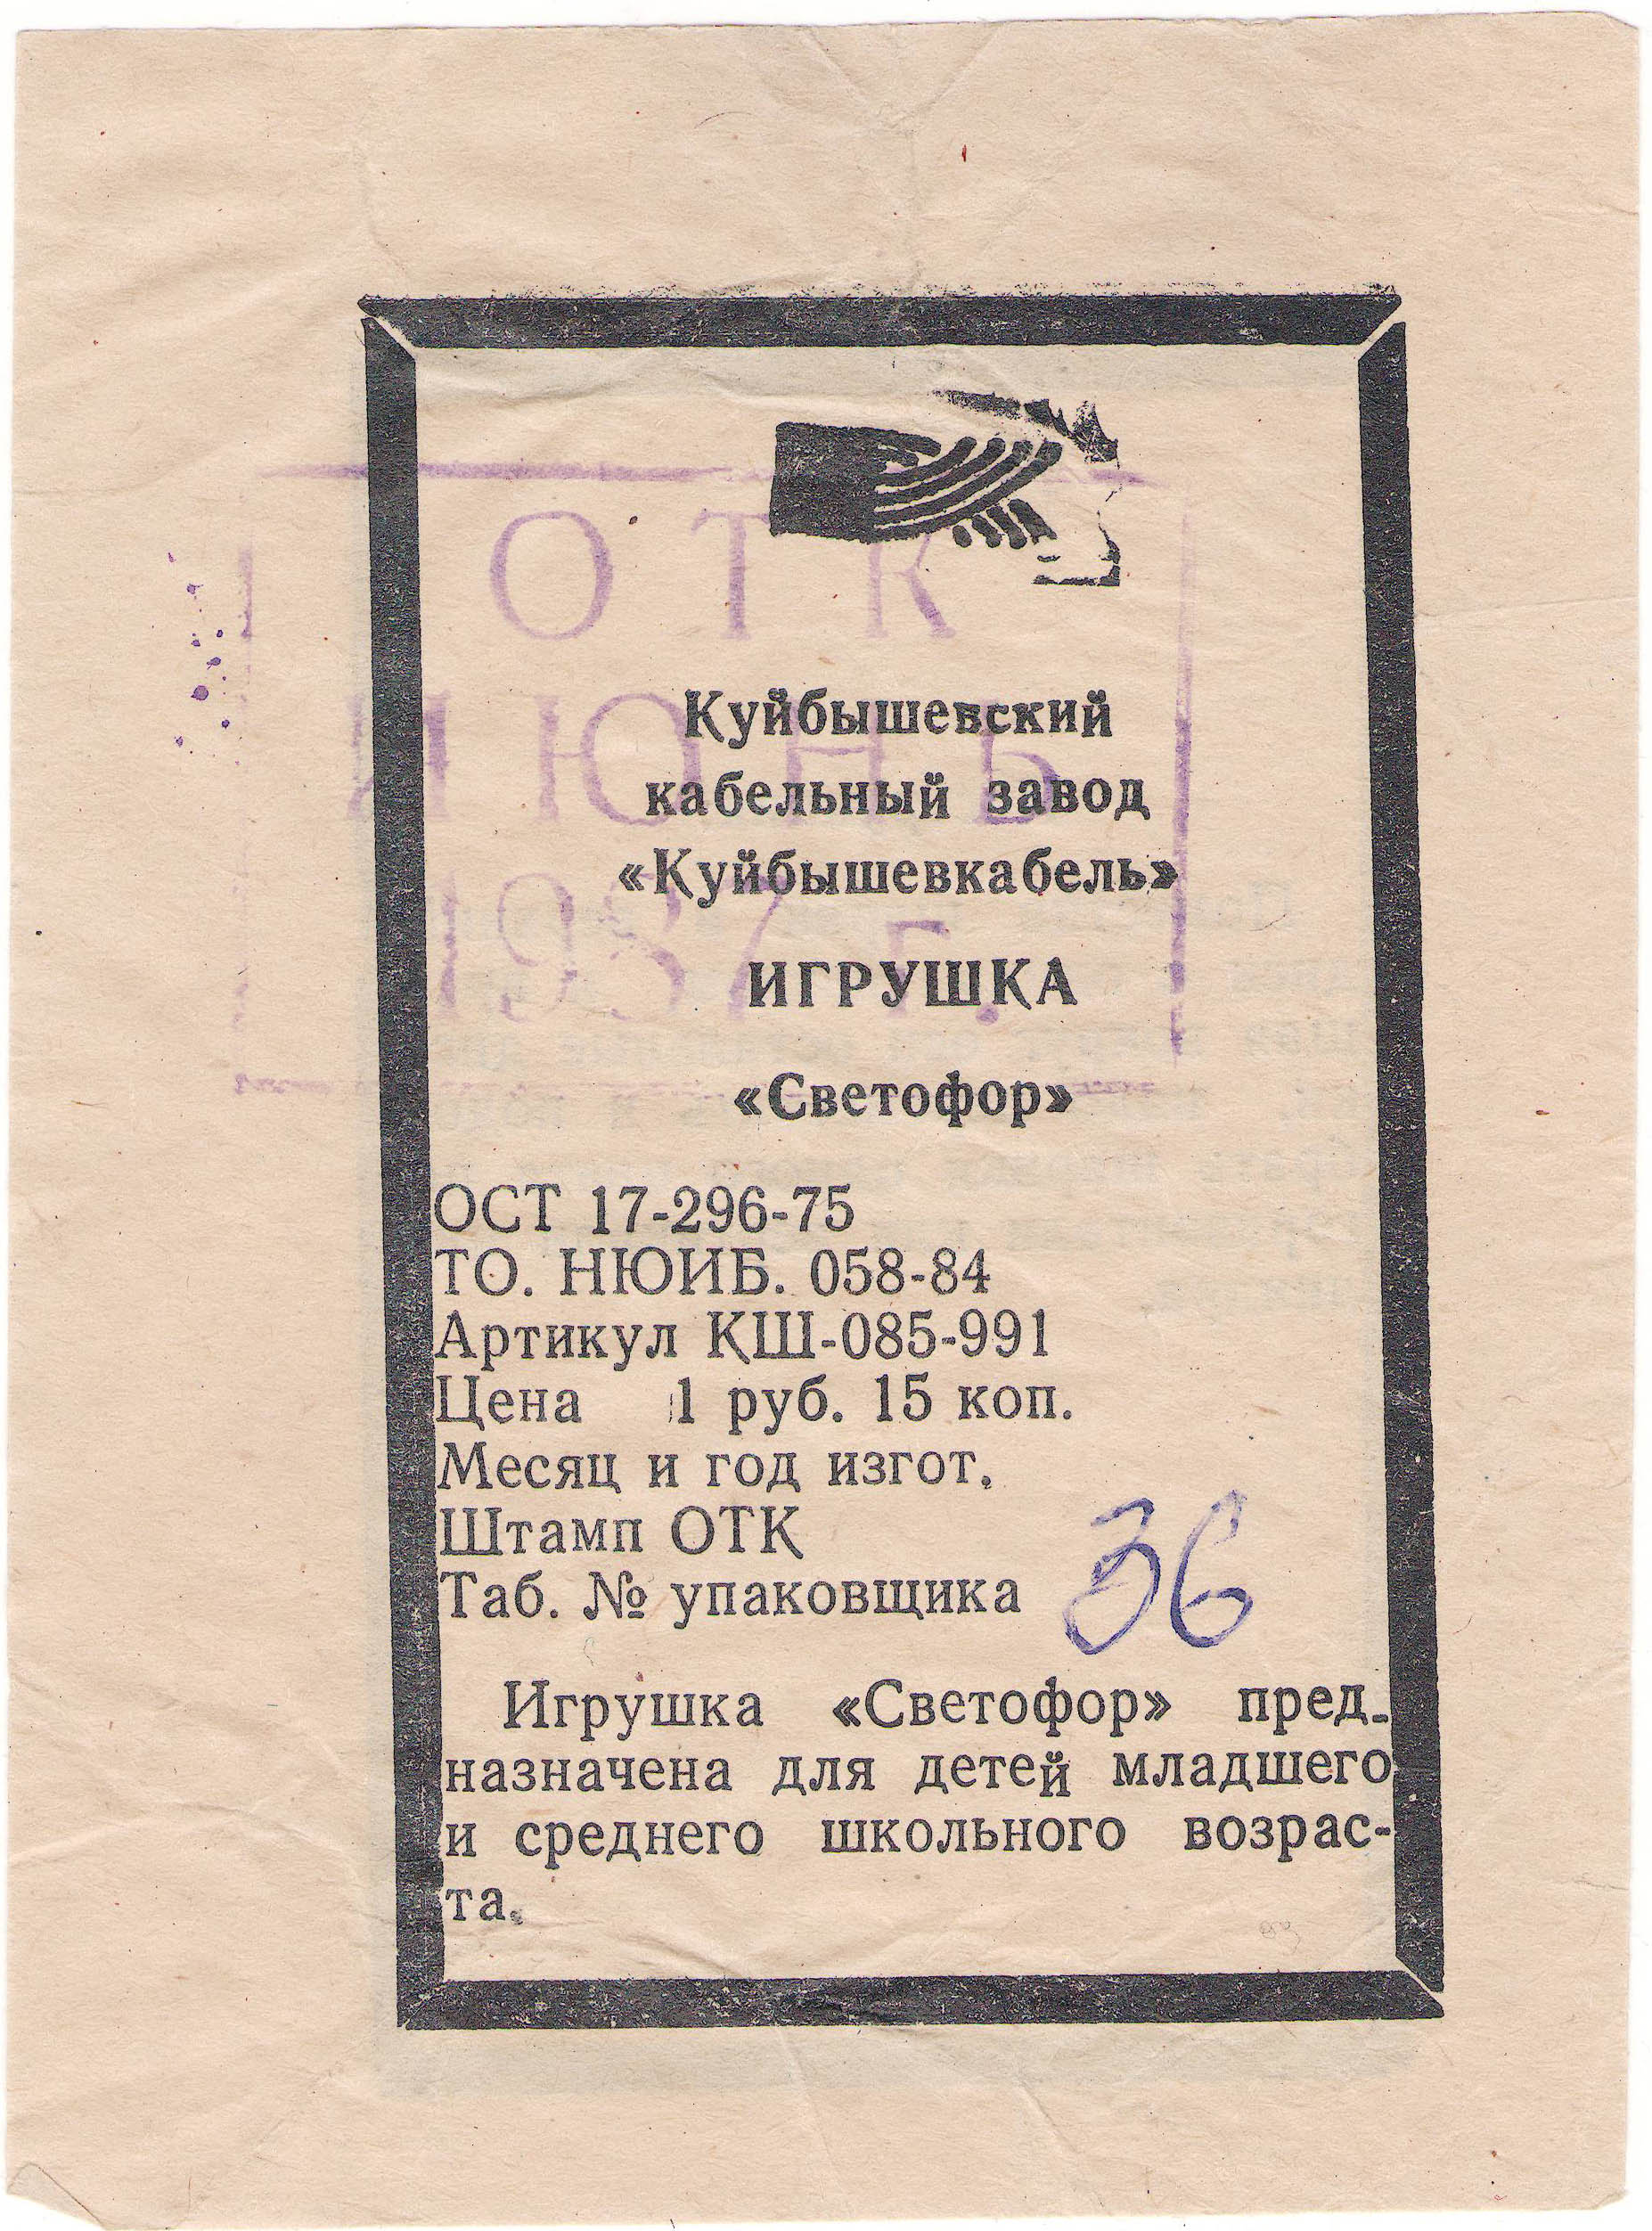 ОТК
ИЮНЬ
1987 г.
Куйбышевский
кабельный завод
«Куйбышевкабель»
ИГРУШКА
«Светофор»
ОСТ 17-296-75
ТО. НЮИБ. 058-84
Артикул КШ-085-991
Цена 1 руб. 15 коп.
Месяц и год изгот.
Штамп ОТК
Таб. № упаковщика 36
Игрушка «Светофор» пред-
назначена для детей младшего
и среднего школьного возрас-
та.